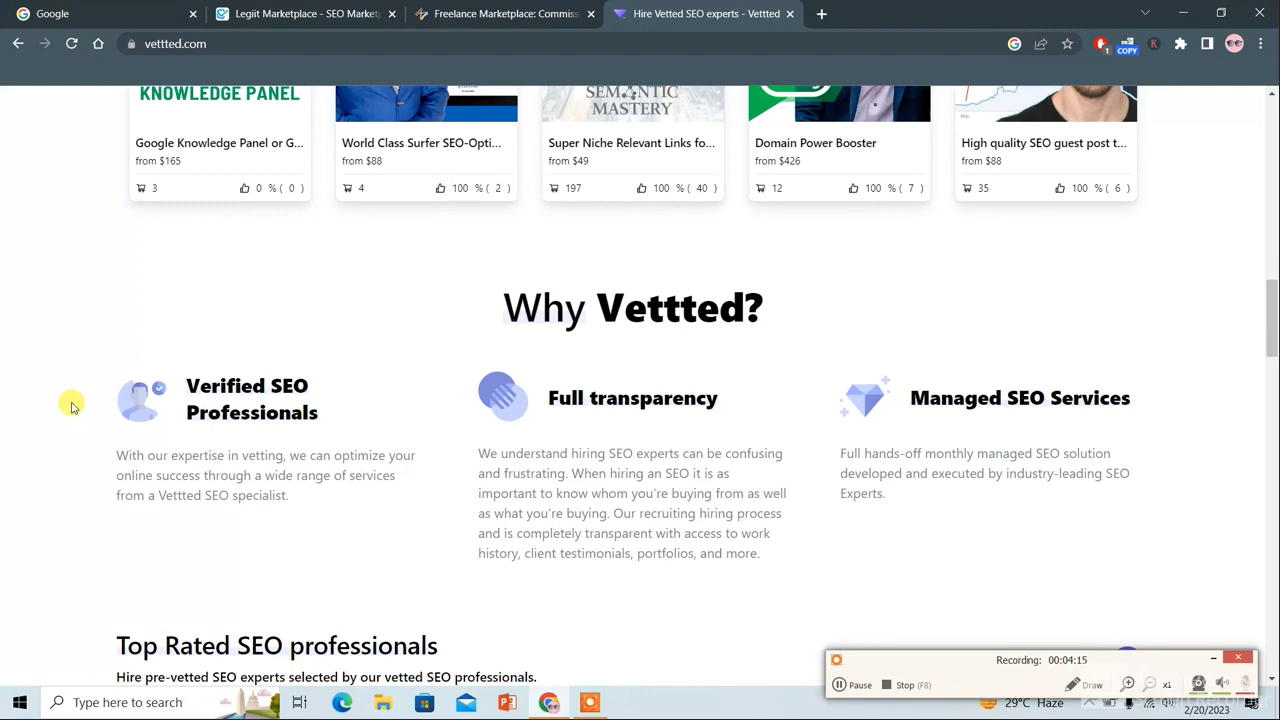 Google
Legiit Marketplace - SEO Market
Freelance Marketplace: Commiss
Hire Vetted SEO experts - Vettted
vettted.com
1
COPY
K
KNOWLEDGE PANEL
SEMANTIC
MASTERY
Google Knowledge Panel or G...
World Class Surfer SEO-Opti...
Super Niche Relevant Links fo...
Domain Power Booster
High quality SEO guest post t...
from $165
from $88
from $49
from $426
from $88
3 0 % ( 0 )
4 100 % ( 2 )
197 100 % ( 40 )
12 100 % ( 7 )
35 100 % ( 6 )
Why Vettted?
Verified SEO
Professionals
With our expertise in vetting, we can optimize your
online success through a wide range of services
from a Vettted SEO specialist.
Full transparency
We understand hiring SEO experts can be confusing
and frustrating. When hiring an SEO it is as
important to know whom you're buying from as well
as what you're buying. Our recruiting hiring process
and is completely transparent with access to work
history, client testimonials, portfolios, and more.
Managed SEO Services
Full hands-off monthly managed SEO solution
developed and executed by industry-leading SEO
Experts.
Top Rated SEO professionals
Hire pre-vetted SEO experts selected by our vetted SEO professionals.
Recording: 00:04:15
Pause
Stop (F8)
Draw
x1
Type here to search
29°C Haze
2/20/2023